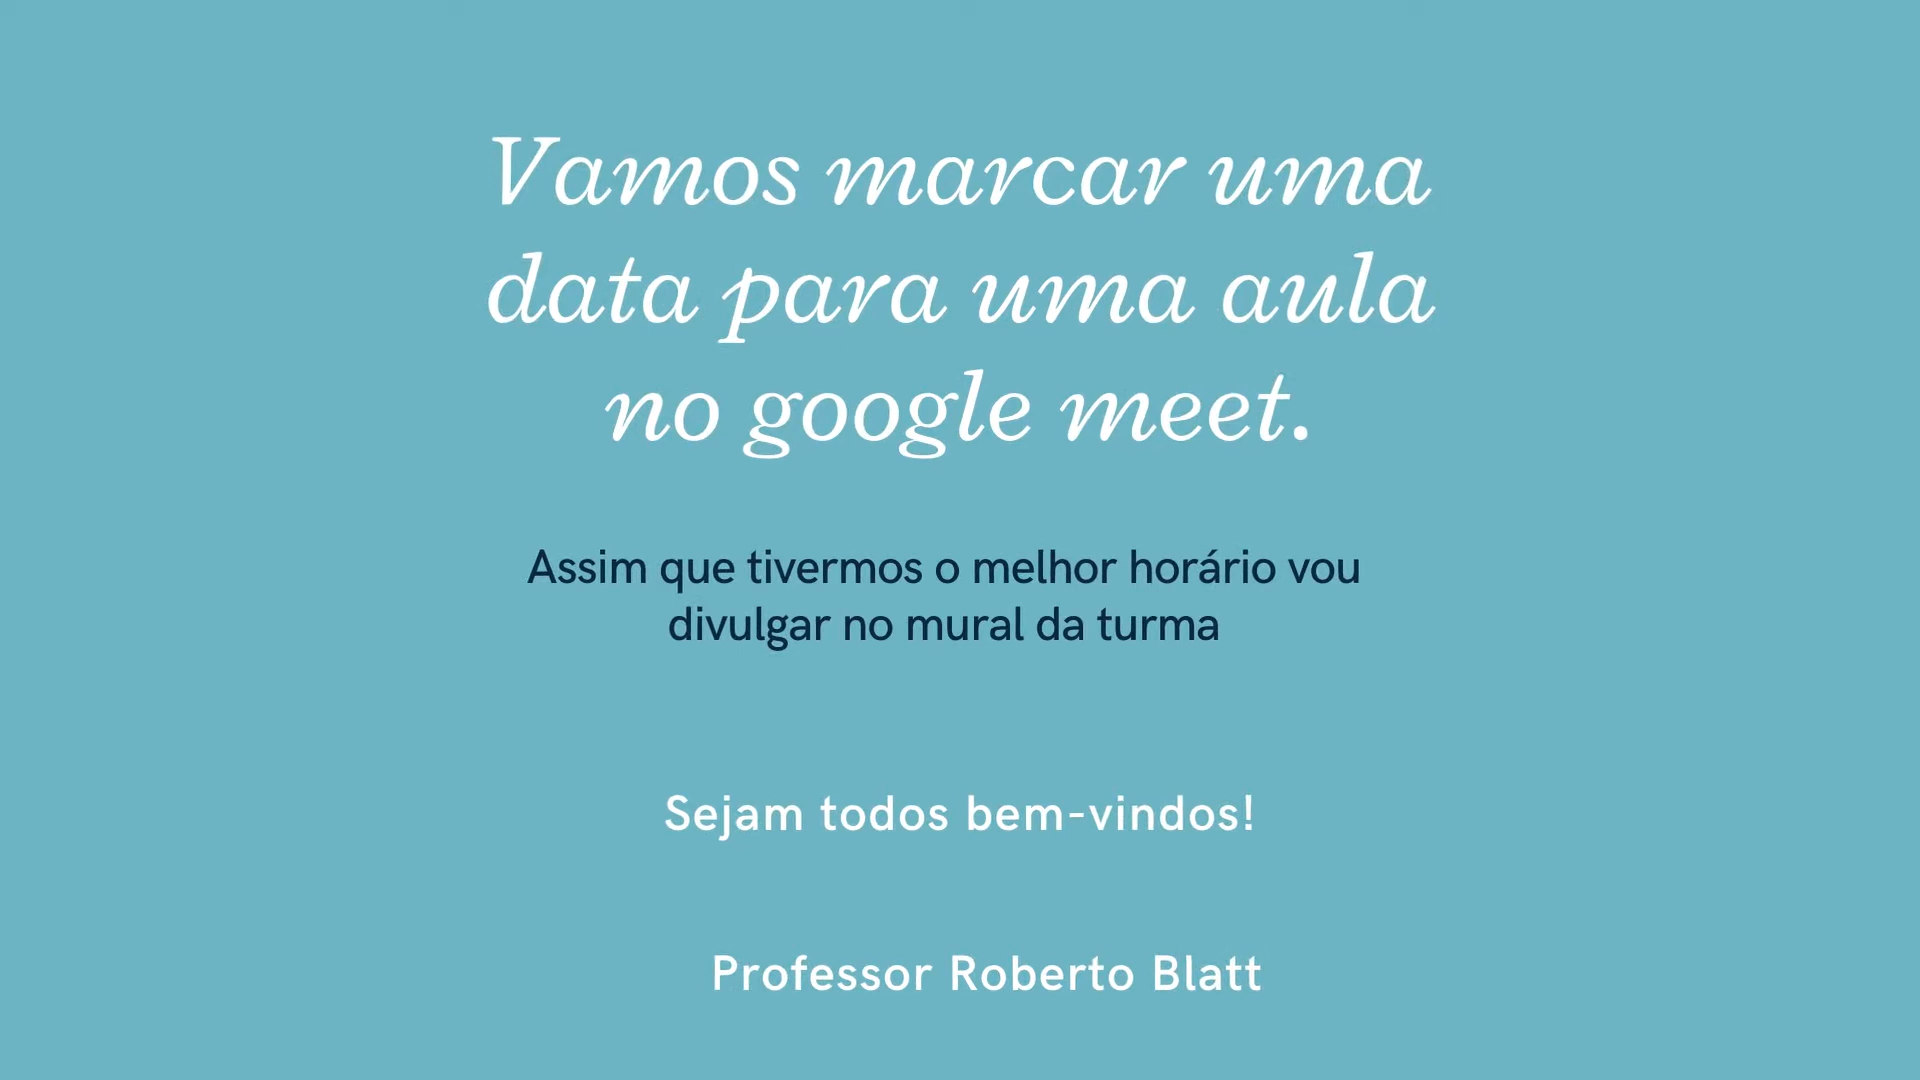 Vamos marcar uma
data para uma aula
no google meet.
Assim que tivermos o melhor horário vou
divulgar no mural da turma
Sejam todos bem-vindos!
Professor Roberto Blatt